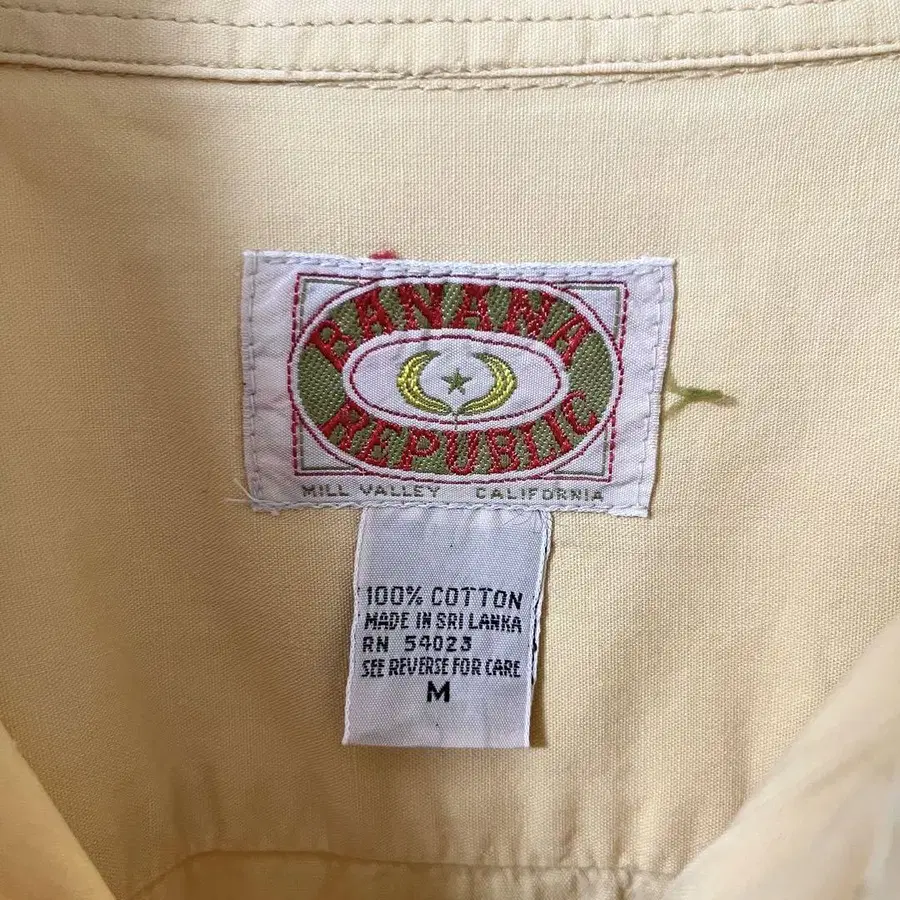 BANANA
REPUBLIC
MILL VALLEY CALIFORNIA
100% COTTON
MADE IN SRI LANKA
RN 54023
SEE REVERSE FOR CARE
M